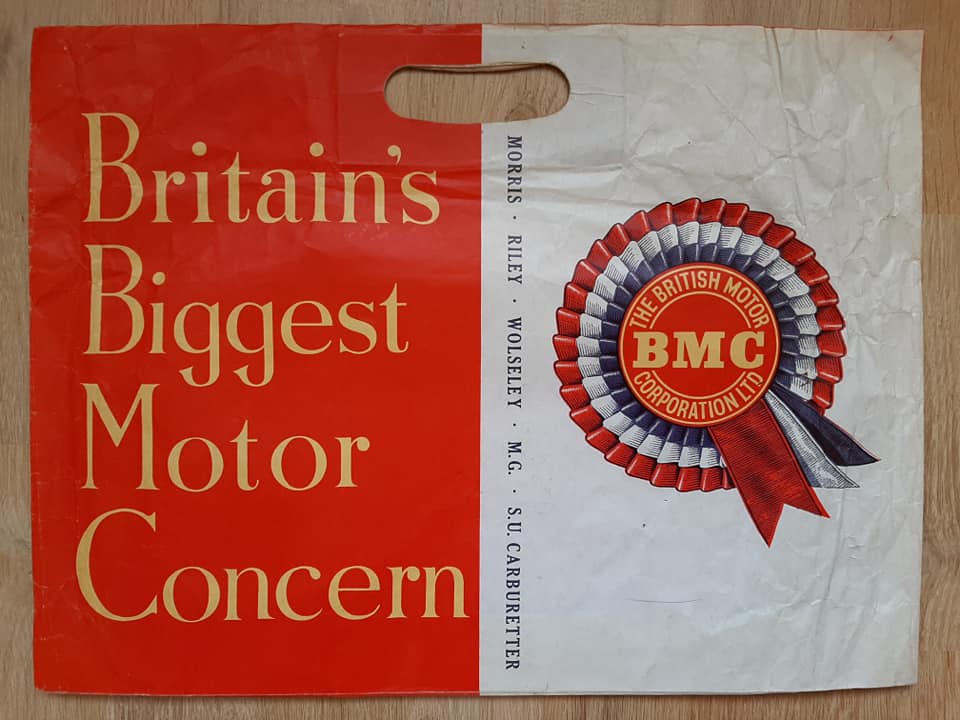 Britain's
Biggest
Motor
Concern
MORRIS · RILEY · WOLSELEY · M.G. · S.U. CARBURETTER
THE BRITISH MOTOR
BMC
CORPORATION LTD